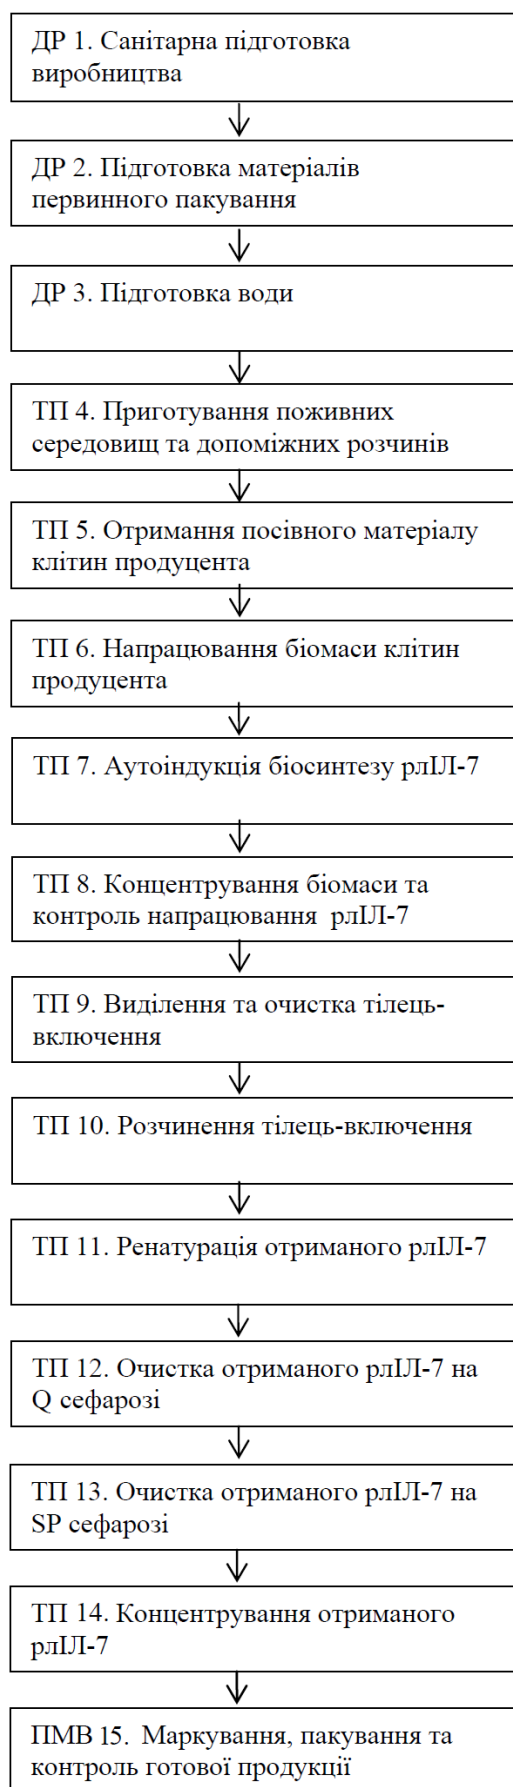 ДР 1. Санітарна підготовка
виробництва
ДР 2. Підготовка матеріалів
первинного пакування
ДР 3. Підготовка води
ТП 4. Приготування поживних
середовищ та допоміжних розчинів
ТП 5. Отримання посівного матеріалу
клітин продуцента
ТП 6. Напрацювання біомаси клітин
продуцента
ТП 7. Аутоіндукція біосинтезу рлІЛ-7
ТП 8. Концентрування біомаси та
контроль напрацювання рлІЛ-7
ТП 9. Виділення та очистка тілець-
включення
ТП 10. Розчинення тілець-включення
ТП 11. Ренатурація отриманого рлІЛ-7
ТП 12. Очистка отриманого рлІЛ-7 на
Q сефарозі
ТП 13. Очистка отриманого рлІЛ-7 на
SP сефарозі
ТП 14. Концентрування отриманого
рлІЛ-7
ПМВ 15. Маркування, пакування та
контроль готової продукції